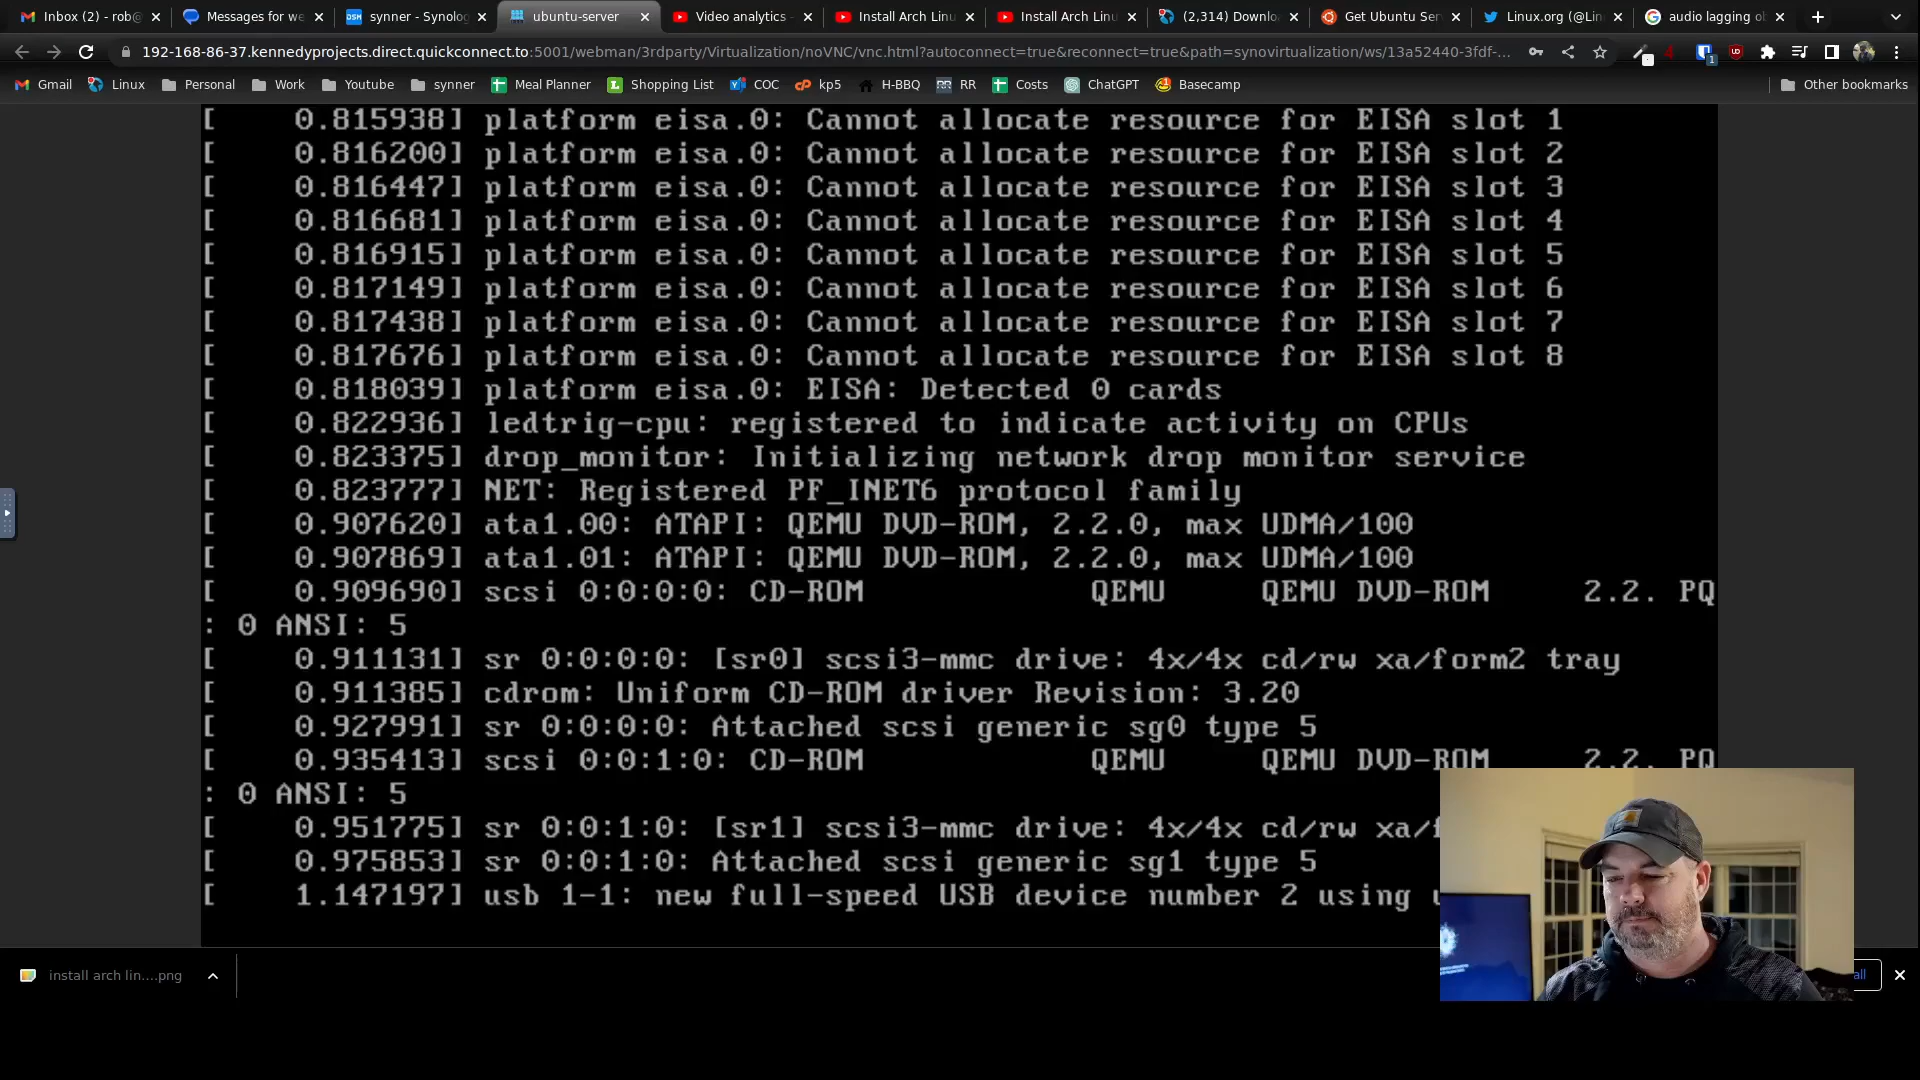 Inbox (2) - rob@
Messages for we
synner - Synolog
ubuntu-server
Video analytics -
Install Arch Linu
Install Arch Linu
(2,314) Downlo
Get Ubuntu Ser
Linux.org (@Lin
audio lagging ob
192-168-86-37.kennedyprojects.direct.quickconnect.to:5001/webman/3rdparty/Virtualization/noVNC/vnc.html?autoconnect=true&reconnect=true&path=synovirtualization/ws/13a52440-3fdf-...
Gmail Linux Personal Work Youtube synner Meal Planner Shopping List COC kp5 H-BBQ RR Costs ChatGPT Basecamp Other bookmarks
[ 0.815938] platform eisa.0: Cannot allocate resource for EISA slot 1
[ 0.816200] platform eisa.0: Cannot allocate resource for EISA slot 2
[ 0.816447] platform eisa.0: Cannot allocate resource for EISA slot 3
[ 0.816681] platform eisa.0: Cannot allocate resource for EISA slot 4
[ 0.816915] platform eisa.0: Cannot allocate resource for EISA slot 5
[ 0.817149] platform eisa.0: Cannot allocate resource for EISA slot 6
[ 0.817438] platform eisa.0: Cannot allocate resource for EISA slot 7
[ 0.817676] platform eisa.0: Cannot allocate resource for EISA slot 8
[ 0.818039] platform eisa.0: EISA: Detected 0 cards
[ 0.822936] ledtrig-cpu: registered to indicate activity on CPUs
[ 0.823375] drop_monitor: Initializing network drop monitor service
[ 0.823777] NET: Registered PF_INET6 protocol family
[ 0.907620] ata1.00: ATAPI: QEMU DVD-ROM, 2.2.0, max UDMA/100
[ 0.907869] ata1.01: ATAPI: QEMU DVD-ROM, 2.2.0, max UDMA/100
[ 0.909690] scsi 0:0:0:0: CD-ROM QEMU QEMU DVD-ROM 2.2. PQ
: 0 ANSI: 5
[ 0.911131] sr 0:0:0:0: [sr0] scsi3-mmc drive: 4x/4x cd/rw xa/form2 tray
[ 0.911385] cdrom: Uniform CD-ROM driver Revision: 3.20
[ 0.927991] sr 0:0:0:0: Attached scsi generic sg0 type 5
[ 0.935413] scsi 0:0:1:0: CD-ROM QEMU QEMU DVD-ROM 2.2. PQ
: 0 ANSI: 5
[ 0.951775] sr 0:0:1:0: [sr1] scsi3-mmc drive: 4x/4x cd/rw xa/f
[ 0.975853] sr 0:0:1:0: Attached scsi generic sg1 type 5
[ 1.147197] usb 1-1: new full-speed USB device number 2 using
install arch lin....png
all